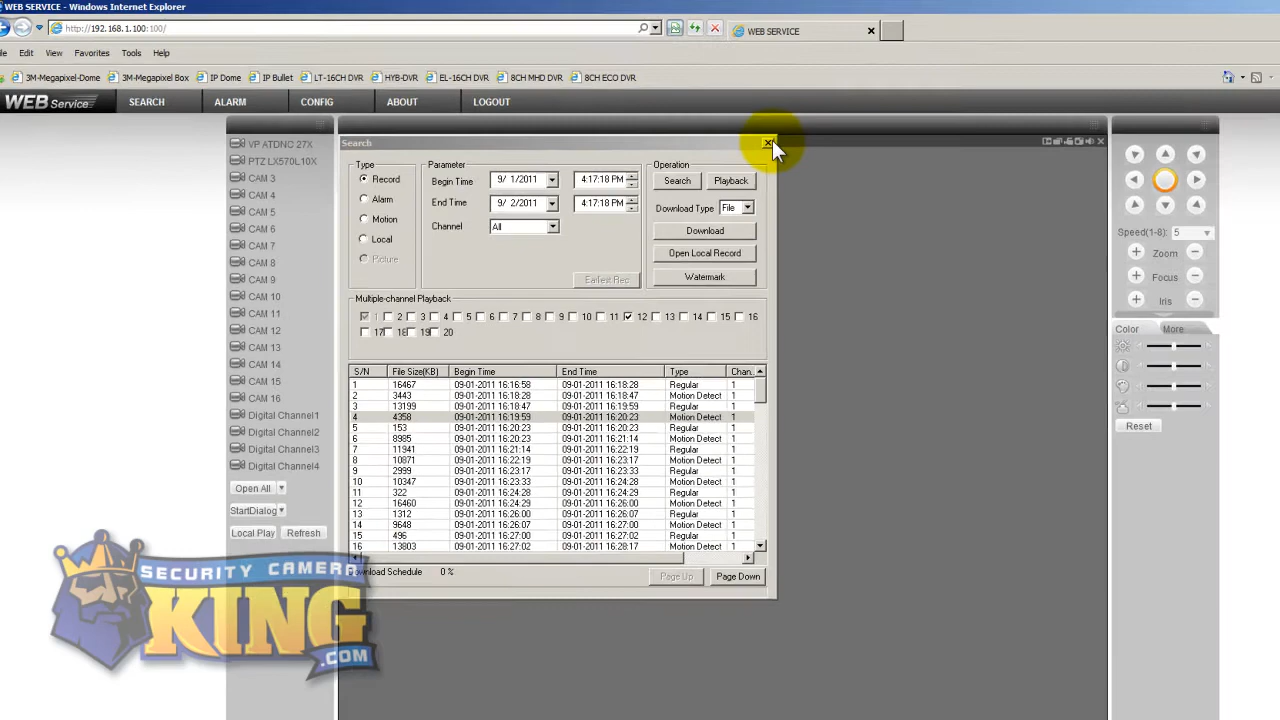 WEB SERVICE - Windows Internet Explorer
http://192.168.1.100:100/
WEB SERVICE
Edit View Favorites Tools Help
3M-Megapixel-Dome 3M-Megapixel Box IP Dome IP Bullet LT-16CH DVR HYB-DVR EL-16CH DVR 8CH MHD DVR 8CH ECO DVR
WEB Service SEARCH ALARM CONFIG ABOUT LOGOUT
VP ATDNC 27X
PTZ LX570L10X
CAM 3
CAM 4
CAM 5
CAM 6
CAM 7
CAM 8
CAM 9
CAM 10
CAM 11
CAM 12
CAM 13
CAM 14
CAM 15
CAM 16
Digital Channel1
Digital Channel2
Digital Channel3
Digital Channel4
Open All
StartDialog
Local Play Refresh
Search
Type
Record
Alarm
Motion
Local
Picture
Parameter
Begin Time 9/ 1/2011 4:17:18 PM
End Time 9/ 2/2011 4:17:18 PM
Channel All
Earliest Rec
Operation
Search Playback
Download Type File
Download
Open Local Record
Watermark
Multiple-channel Playback
1 2 3 4 5 6 7 8 9 10 11 12 13 14 15 16
17 18 19 20
S/N File Size(KB) Begin Time End Time Type Chan.
1 16467 09-01-2011 16:16:58 09-01-2011 16:18:28 Regular 1
2 3443 09-01-2011 16:18:28 09-01-2011 16:18:47 Motion Detect 1
3 13199 09-01-2011 16:18:47 09-01-2011 16:19:59 Regular 1
4 4358 09-01-2011 16:19:59 09-01-2011 16:20:23 Motion Detect 1
5 153 09-01-2011 16:20:23 09-01-2011 16:20:23 Regular 1
6 8985 09-01-2011 16:20:23 09-01-2011 16:21:14 Motion Detect 1
7 11941 09-01-2011 16:21:14 09-01-2011 16:22:19 Regular 1
8 10871 09-01-2011 16:22:19 09-01-2011 16:23:17 Motion Detect 1
9 2999 09-01-2011 16:23:17 09-01-2011 16:23:33 Regular 1
10 10347 09-01-2011 16:23:33 09-01-2011 16:24:28 Motion Detect 1
11 322 09-01-2011 16:24:28 09-01-2011 16:24:29 Regular 1
12 16460 09-01-2011 16:24:29 09-01-2011 16:26:00 Motion Detect 1
13 1312 09-01-2011 16:26:00 09-01-2011 16:26:07 Regular 1
14 9648 09-01-2011 16:26:07 09-01-2011 16:27:00 Motion Detect 1
15 496 09-01-2011 16:27:00 09-01-2011 16:27:02 Regular 1
16 13803 09-01-2011 16:27:02 09-01-2011 16:28:17 Motion Detect 1
Schedule 0 %
Page Up Page Down
Speed(1-8): 5
Zoom
Focus
Iris
Color More
Reset
SECURITY CAMERA
KING
.COM